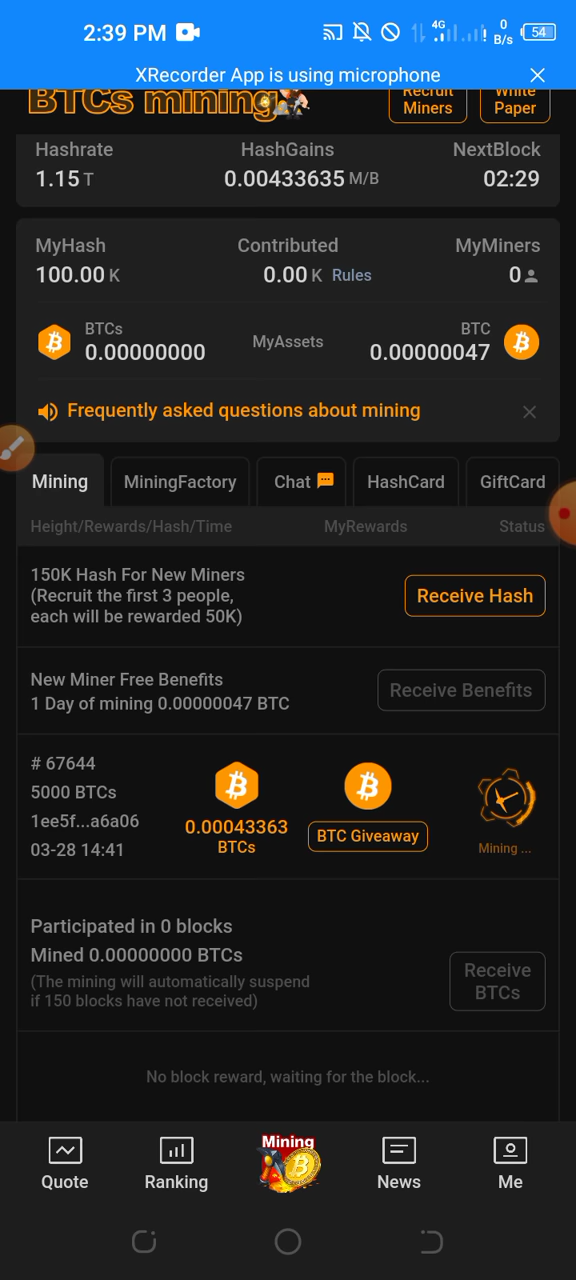 2:39 PM
4G
0
B/s
54
XRecorder App is using microphone
BTCs mining
Recruit
Miners
White
Paper
Hashrate HashGains NextBlock
1.15 T 0.00433635 M/B 02:29
MyHash Contributed MyMiners
100.00 K 0.00 K Rules 0
BTCs MyAssets BTC
0.00000000 0.00000047
Frequently asked questions about mining
Mining MiningFactory Chat HashCard GiftCard
Height/Rewards/Hash/Time MyRewards Status
150K Hash For New Miners
(Recruit the first 3 people,
each will be rewarded 50K)
Receive Hash
New Miner Free Benefits
1 Day of mining 0.00000047 BTC
Receive Benefits
# 67644
5000 BTCs
1ee5f...a6a06
03-28 14:41
0.00043363
BTCs
BTC Giveaway
Mining ...
Participated in 0 blocks
Mined 0.00000000 BTCs
(The mining will automatically suspend
if 150 blocks have not received)
Receive
BTCs
No block reward, waiting for the block...
Mining
Quote Ranking News Me